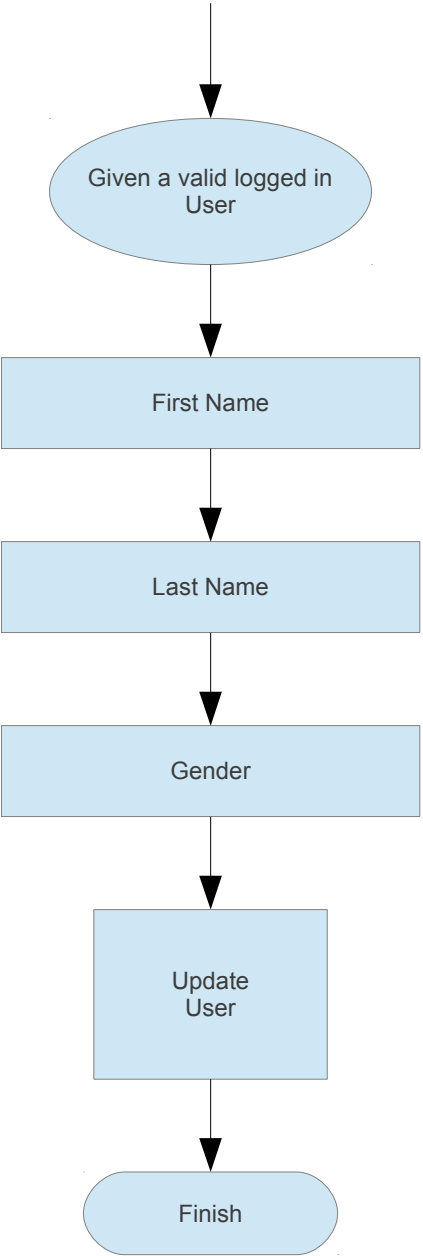 Given a valid logged in
User
First Name
Last Name
Gender
Update
User
Finish